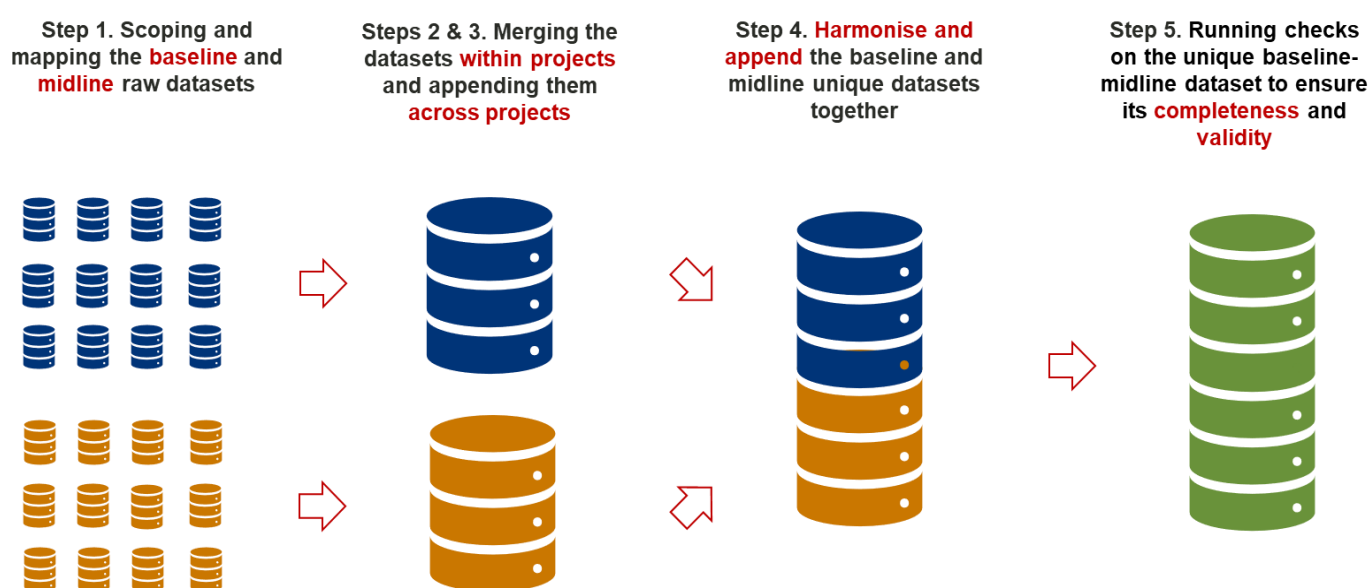 Step 1. Scoping and
mapping the baseline and
midline raw datasets
Steps 2 & 3. Merging the
datasets within projects
and appending them
across projects
Step 4. Harmonise and
append the baseline and
midline unique datasets
together
Step 5. Running checks
on the unique baseline-
midline dataset to ensure
its completeness and
validity